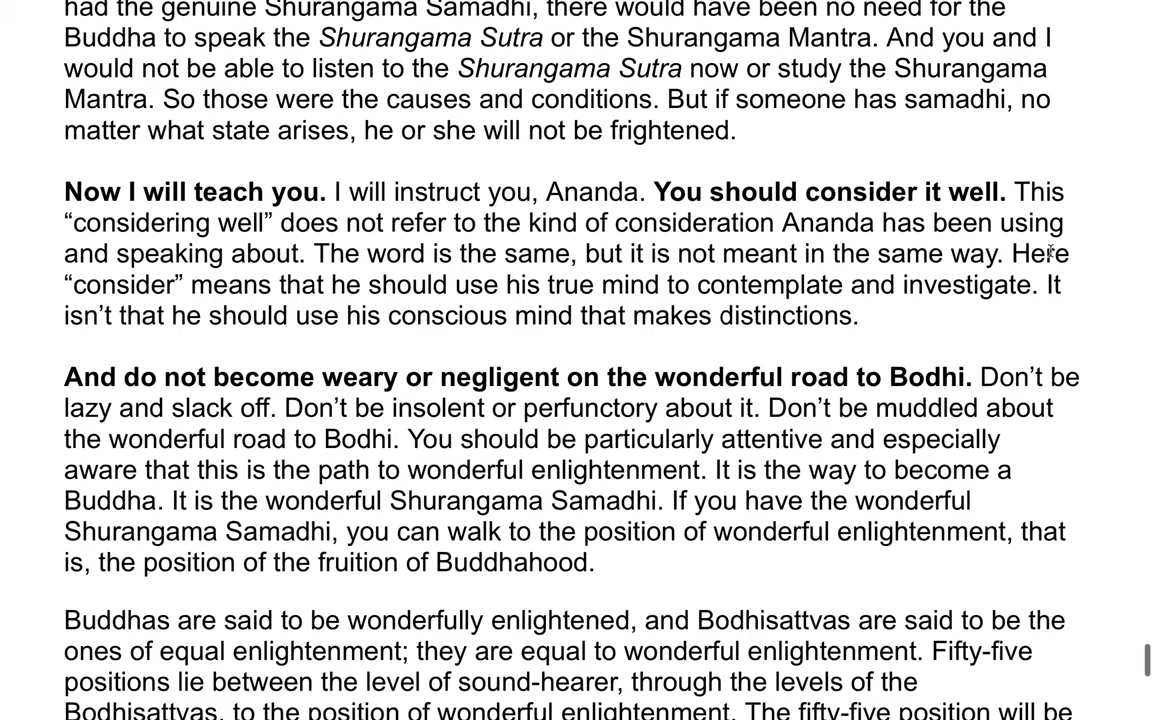 had the genuine Shurangama Samadhi, there would have been no need for the
Buddha to speak the Shurangama Sutra or the Shurangama Mantra. And you and I
would not be able to listen to the Shurangama Sutra now or study the Shurangama
Mantra. So those were the causes and conditions. But if someone has samadhi, no
matter what state arises, he or she will not be frightened.
Now I will teach you. I will instruct you, Ananda. You should consider it well. This
“considering well” does not refer to the kind of consideration Ananda has been using
and speaking about. The word is the same, but it is not meant in the same way. Here
“consider” means that he should use his true mind to contemplate and investigate. It
isn’t that he should use his conscious mind that makes distinctions.
And do not become weary or negligent on the wonderful road to Bodhi. Don’t be
lazy and slack off. Don’t be insolent or perfunctory about it. Don’t be muddled about
the wonderful road to Bodhi. You should be particularly attentive and especially
aware that this is the path to wonderful enlightenment. It is the way to become a
Buddha. It is the wonderful Shurangama Samadhi. If you have the wonderful
Shurangama Samadhi, you can walk to the position of wonderful enlightenment, that
is, the position of the fruition of Buddhahood.
Buddhas are said to be wonderfully enlightened, and Bodhisattvas are said to be the
ones of equal enlightenment; they are equal to wonderful enlightenment. Fifty-five
positions lie between the level of sound-hearer, through the levels of the
Bodhisattvas, to the position of wonderful enlightenment. The fifty-five position will be